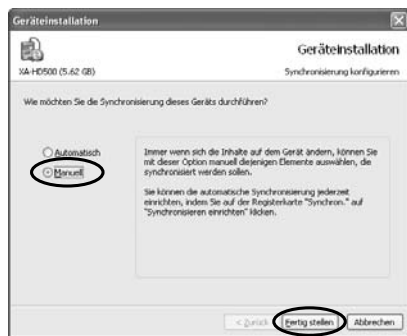 Geräteinstallation
Geräteinstallation
XA-HD500 (5.62 GB)
Synchronisierung konfigurieren
Wie möchten Sie die Synchronisierung dieses Geräts durchführen?
Automatisch
Manuell
Immer wenn sich die Inhalte auf dem Gerät ändern, können Sie
mit dieser Option manuell diejenigen Elemente auswählen, die
synchronisiert werden sollen.
Sie können die automatische Synchronisierung jederzeit
einrichten, indem Sie auf der Registerkarte "Synchron." auf
"Synchronisieren einrichten" klicken.
< Zurück
Fertig stellen
Abbrechen